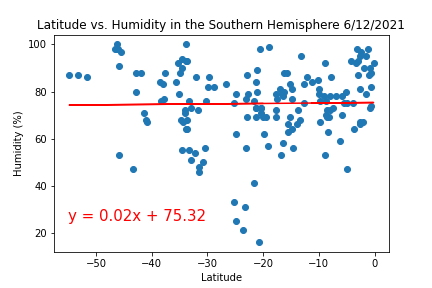 Latitude vs. Humidity in the Southern Hemisphere 6/12/2021
100
80
60
40
20
Humidity (%)
y = 0.02x + 75.32
−50 −40 −30 −20 −10 0
Latitude